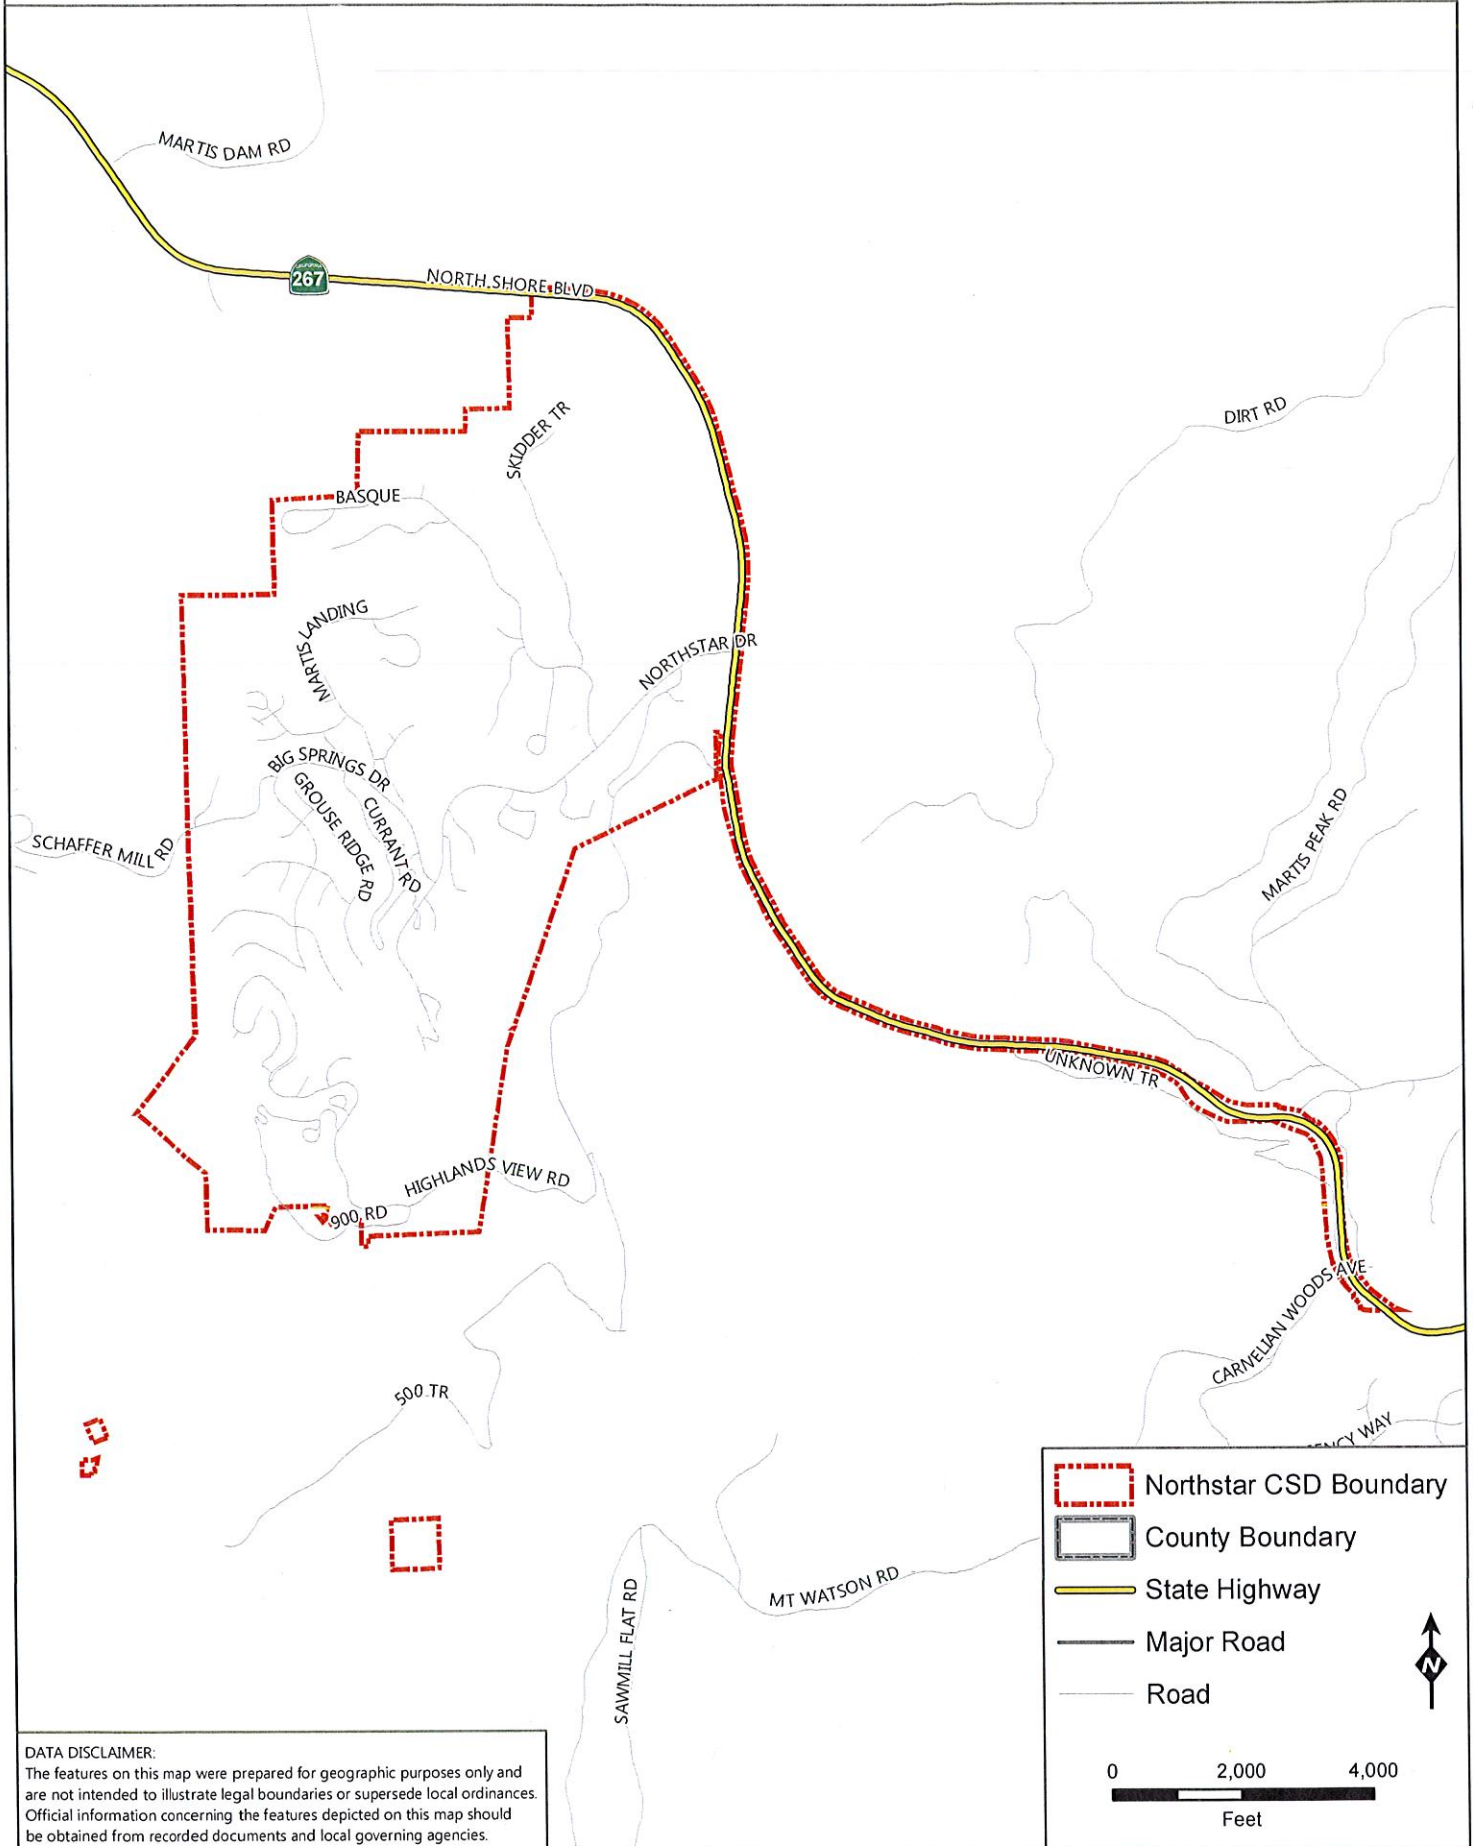 MARTIS DAM RD
CALIFORNIA
267
NORTH SHORE BLVD
DIRT RD
SKIDDER TR
BASQUE
MARTIS LANDING
NORTHSTAR DR
BIG SPRINGS DR
GROUSE RIDGE RD
CURRANT RD
SCHAFFER MILL RD
MARTIS PEAK RD
UNKNOWN TR
HIGHLANDS VIEW RD
900 RD
CARNELIAN WOODS AVE
500 TR
WAY
MT WATSON RD
SAWMILL FLAT RD
Northstar CSD Boundary
County Boundary
State Highway
Major Road
Road
N
0 2,000 4,000
Feet
DATA DISCLAIMER:
The features on this map were prepared for geographic purposes only and
are not intended to illustrate legal boundaries or supersede local ordinances.
Official information concerning the features depicted on this map should
be obtained from recorded documents and local governing agencies.